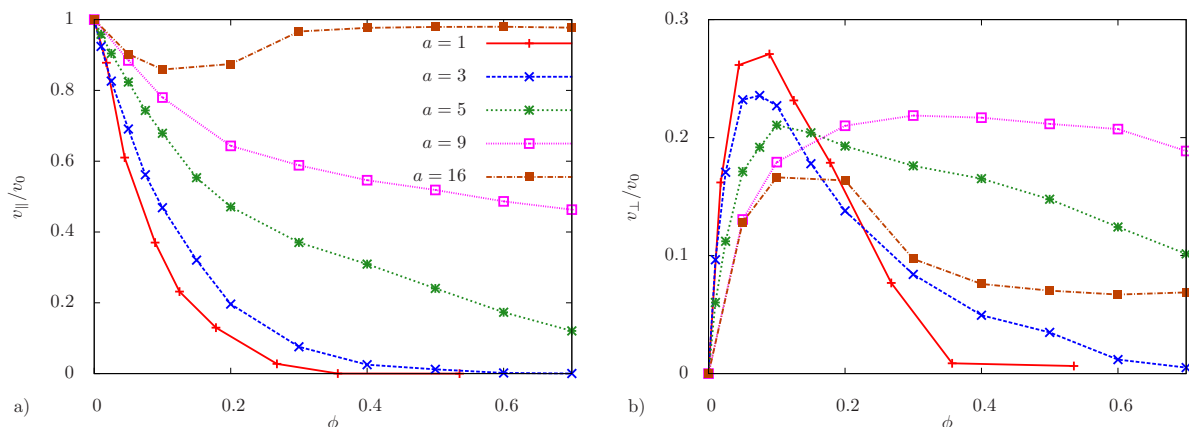 1
0.8
0.6
0.4
0.2
0
v∥/v0
0 0.2 0.4 0.6
ϕ
a)
a = 1
a = 3
a = 5
a = 9
a = 16
0.3
0.2
0.1
0
v⊥/v0
0 0.2 0.4 0.6
ϕ
b)